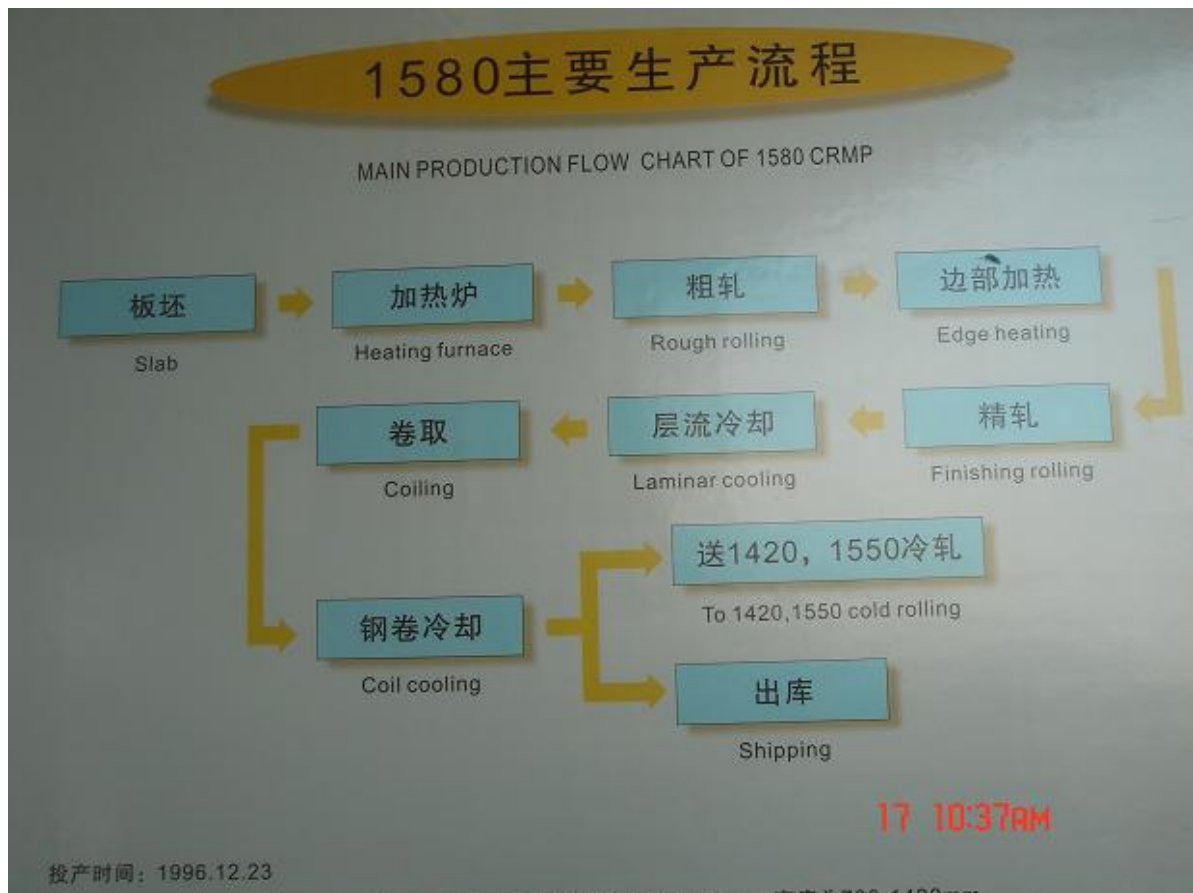 1580主要生产流程
MAIN PRODUCTION FLOW CHART OF 1580 CRMP
板坯
Slab
加热炉
Heating furnace
粗轧
Rough rolling
边部加热
Edge heating
精轧
Finishing rolling
层流冷却
Laminar cooling
卷取
Coiling
钢卷冷却
Coil cooling
送1420，1550冷轧
To 1420,1550 cold rolling
出库
Shipping
17 10:37AM
投产时间：1996.12.23